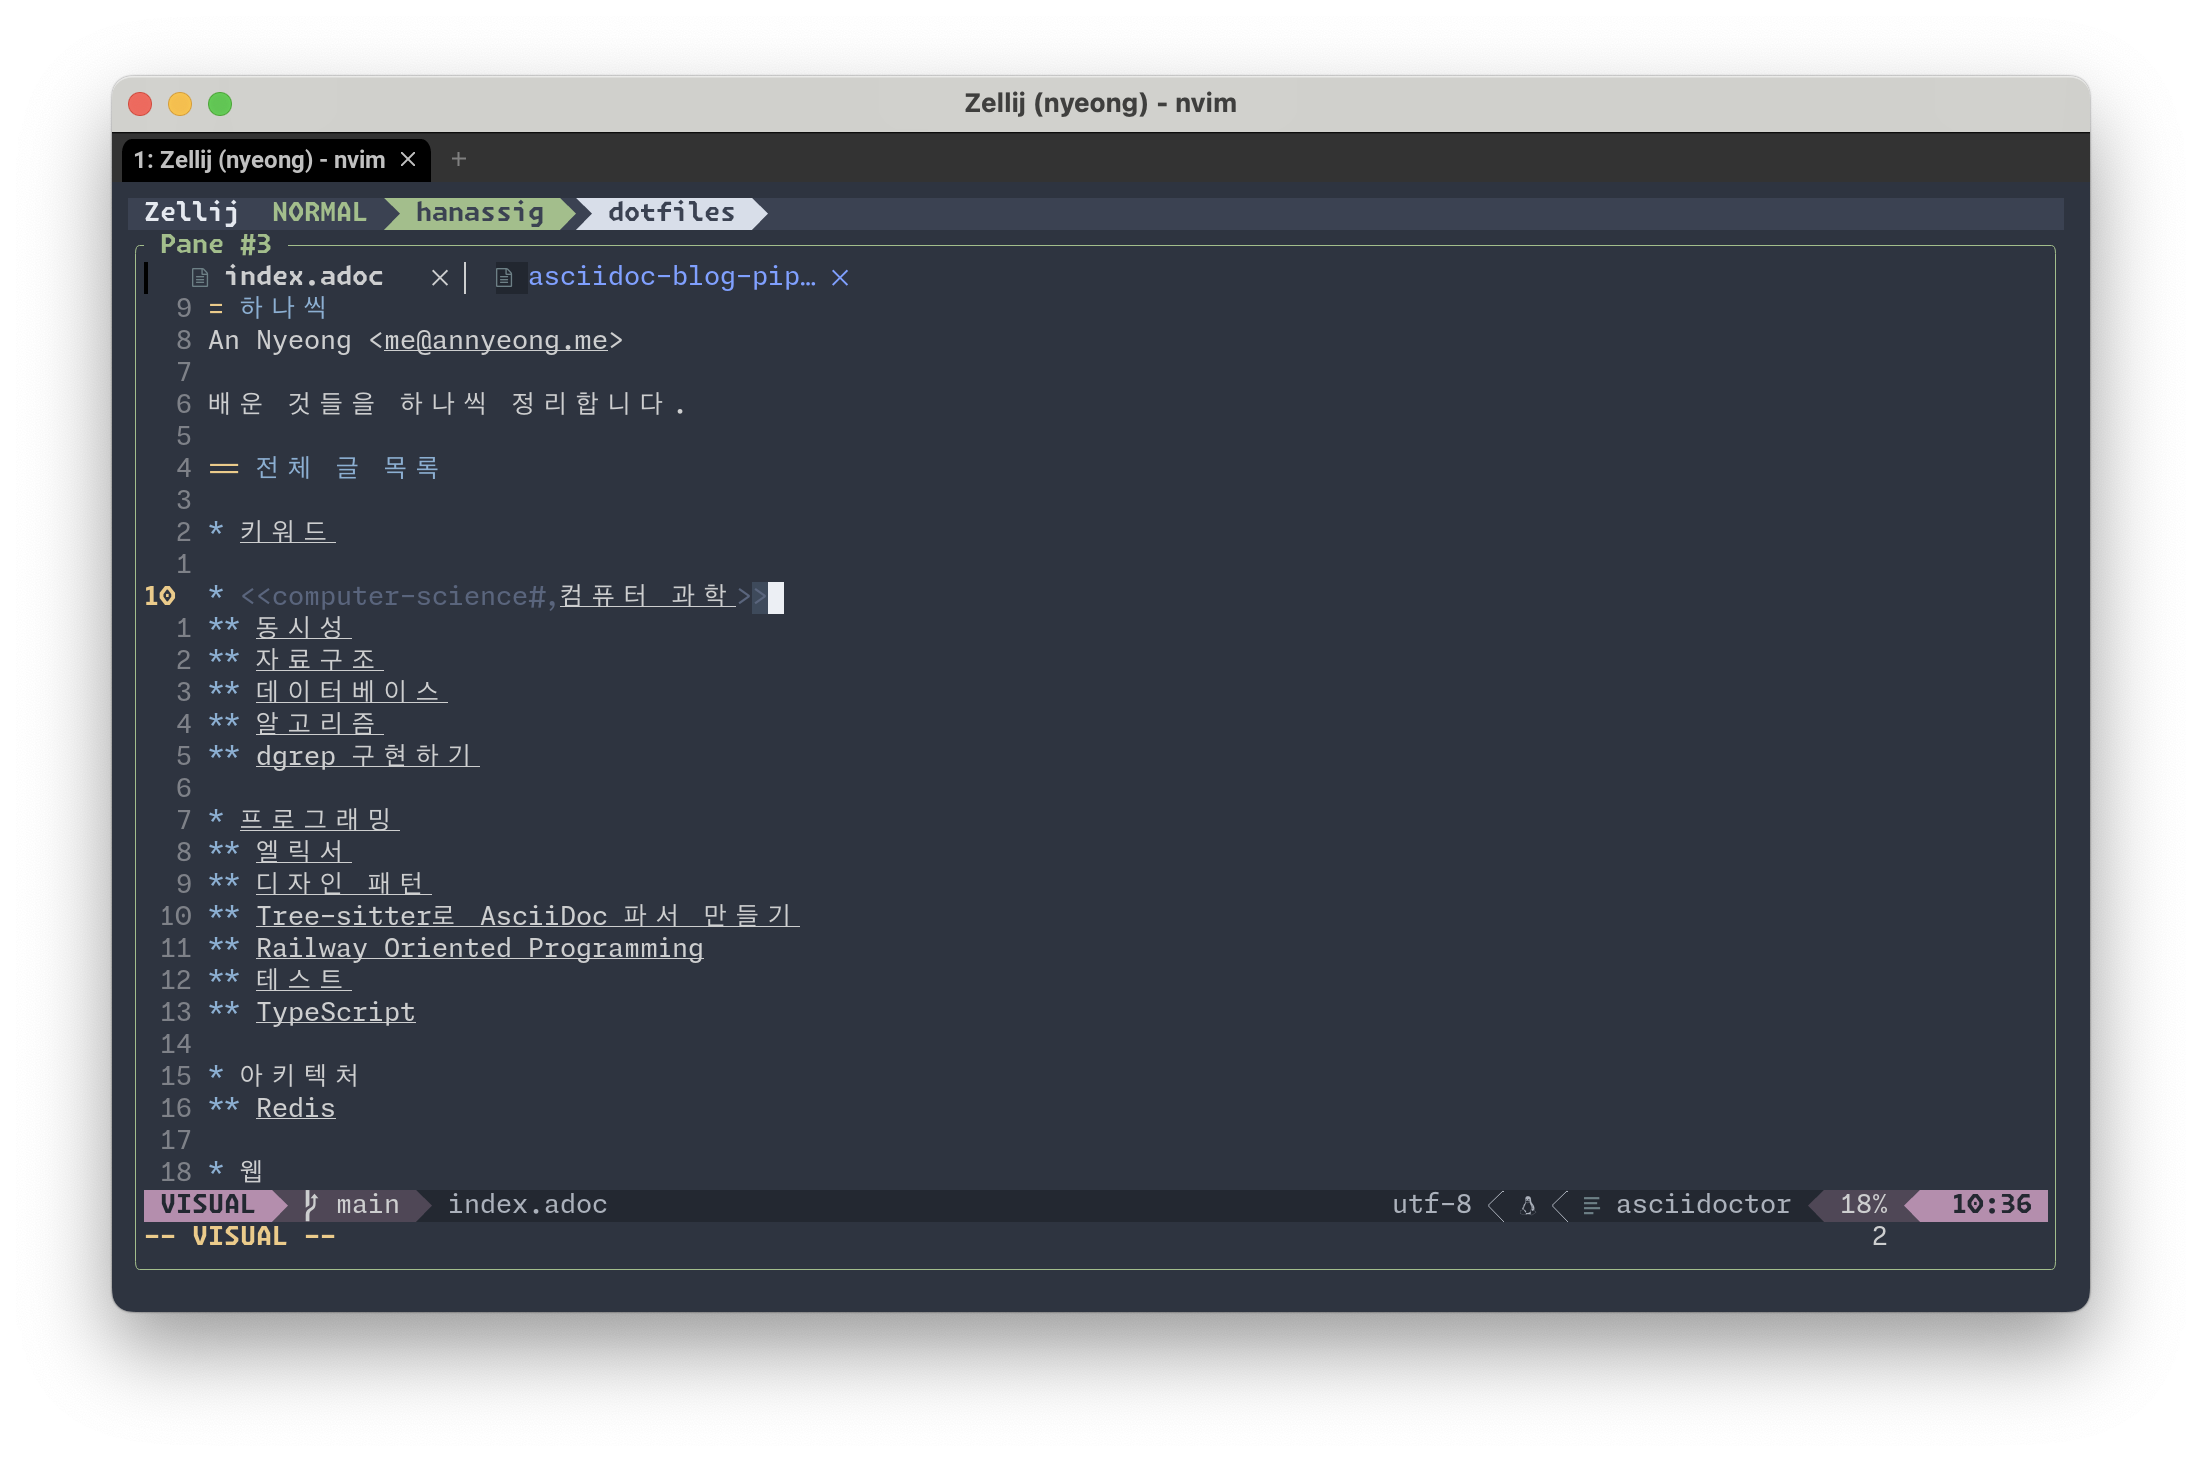 Zellij (nyeong) - nvim
1: Zellij (nyeong) - nvim
Zellij NORMAL hanassig dotfiles
Pane #3
index.adoc asciidoc-blog-pip…
9 = 하나씩
8 An Nyeong <me@annyeong.me>
7
6 배운 것들을 하나씩 정리합니다.
5
4 == 전체 글 목록
3
2 * 키워드
1
10 * <<computer-science#,컴퓨터 과학>>
1 ** 동시성
2 ** 자료구조
3 ** 데이터베이스
4 ** 알고리즘
5 ** dgrep 구현하기
6
7 * 프로그래밍
8 ** 엘릭서
9 ** 디자인 패턴
10 ** Tree-sitter로 AsciiDoc 파서 만들기
11 ** Railway Oriented Programming
12 ** 테스트
13 ** TypeScript
14
15 * 아키텍처
16 ** Redis
17
18 * 웹
VISUAL main index.adoc utf-8 asciidoctor 18% 10:36
-- VISUAL -- 2